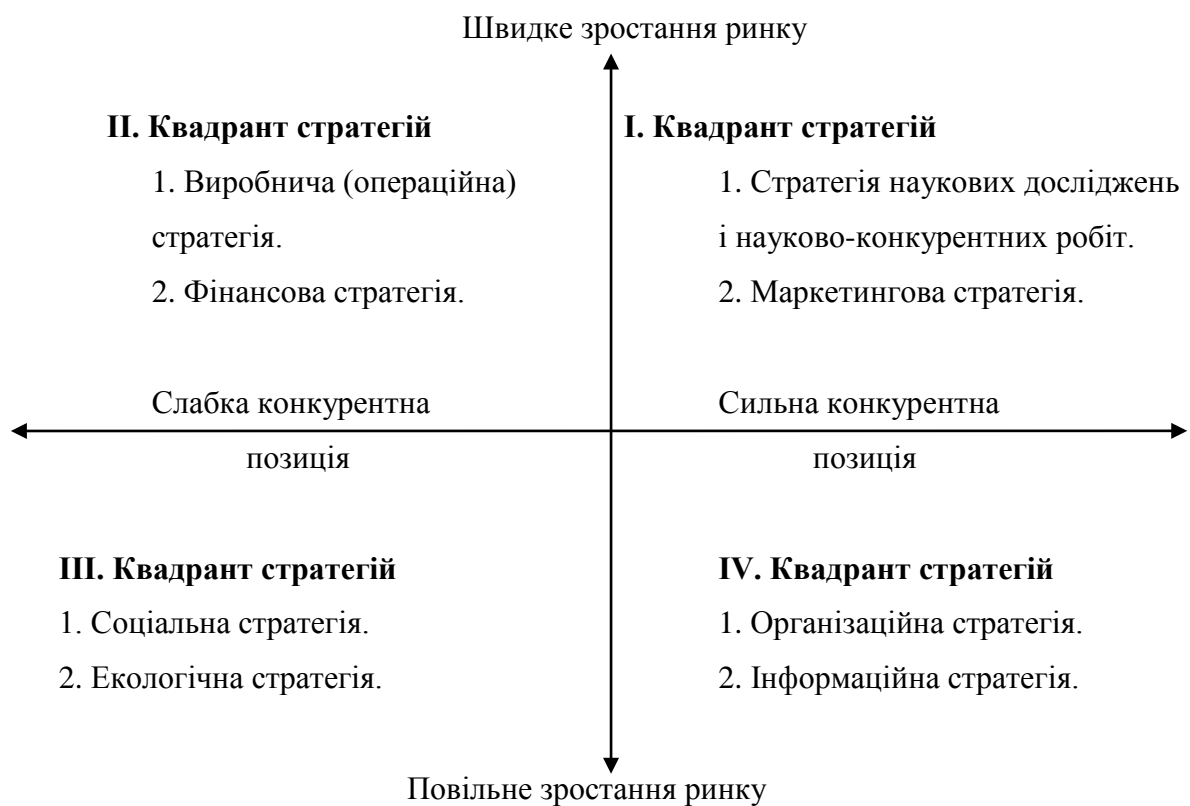 Швидке зростання ринку
II. Квадрант стратегій
1. Виробнича (операційна)
стратегія.
2. Фінансова стратегія.
I. Квадрант стратегій
1. Стратегія наукових досліджень
і науково-конкурентних робіт.
2. Маркетингова стратегія.
Слабка конкурентна
позиція
Сильна конкурентна
позиція
III. Квадрант стратегій
1. Соціальна стратегія.
2. Екологічна стратегія.
IV. Квадрант стратегій
1. Організаційна стратегія.
2. Інформаційна стратегія.
Повільне зростання ринку